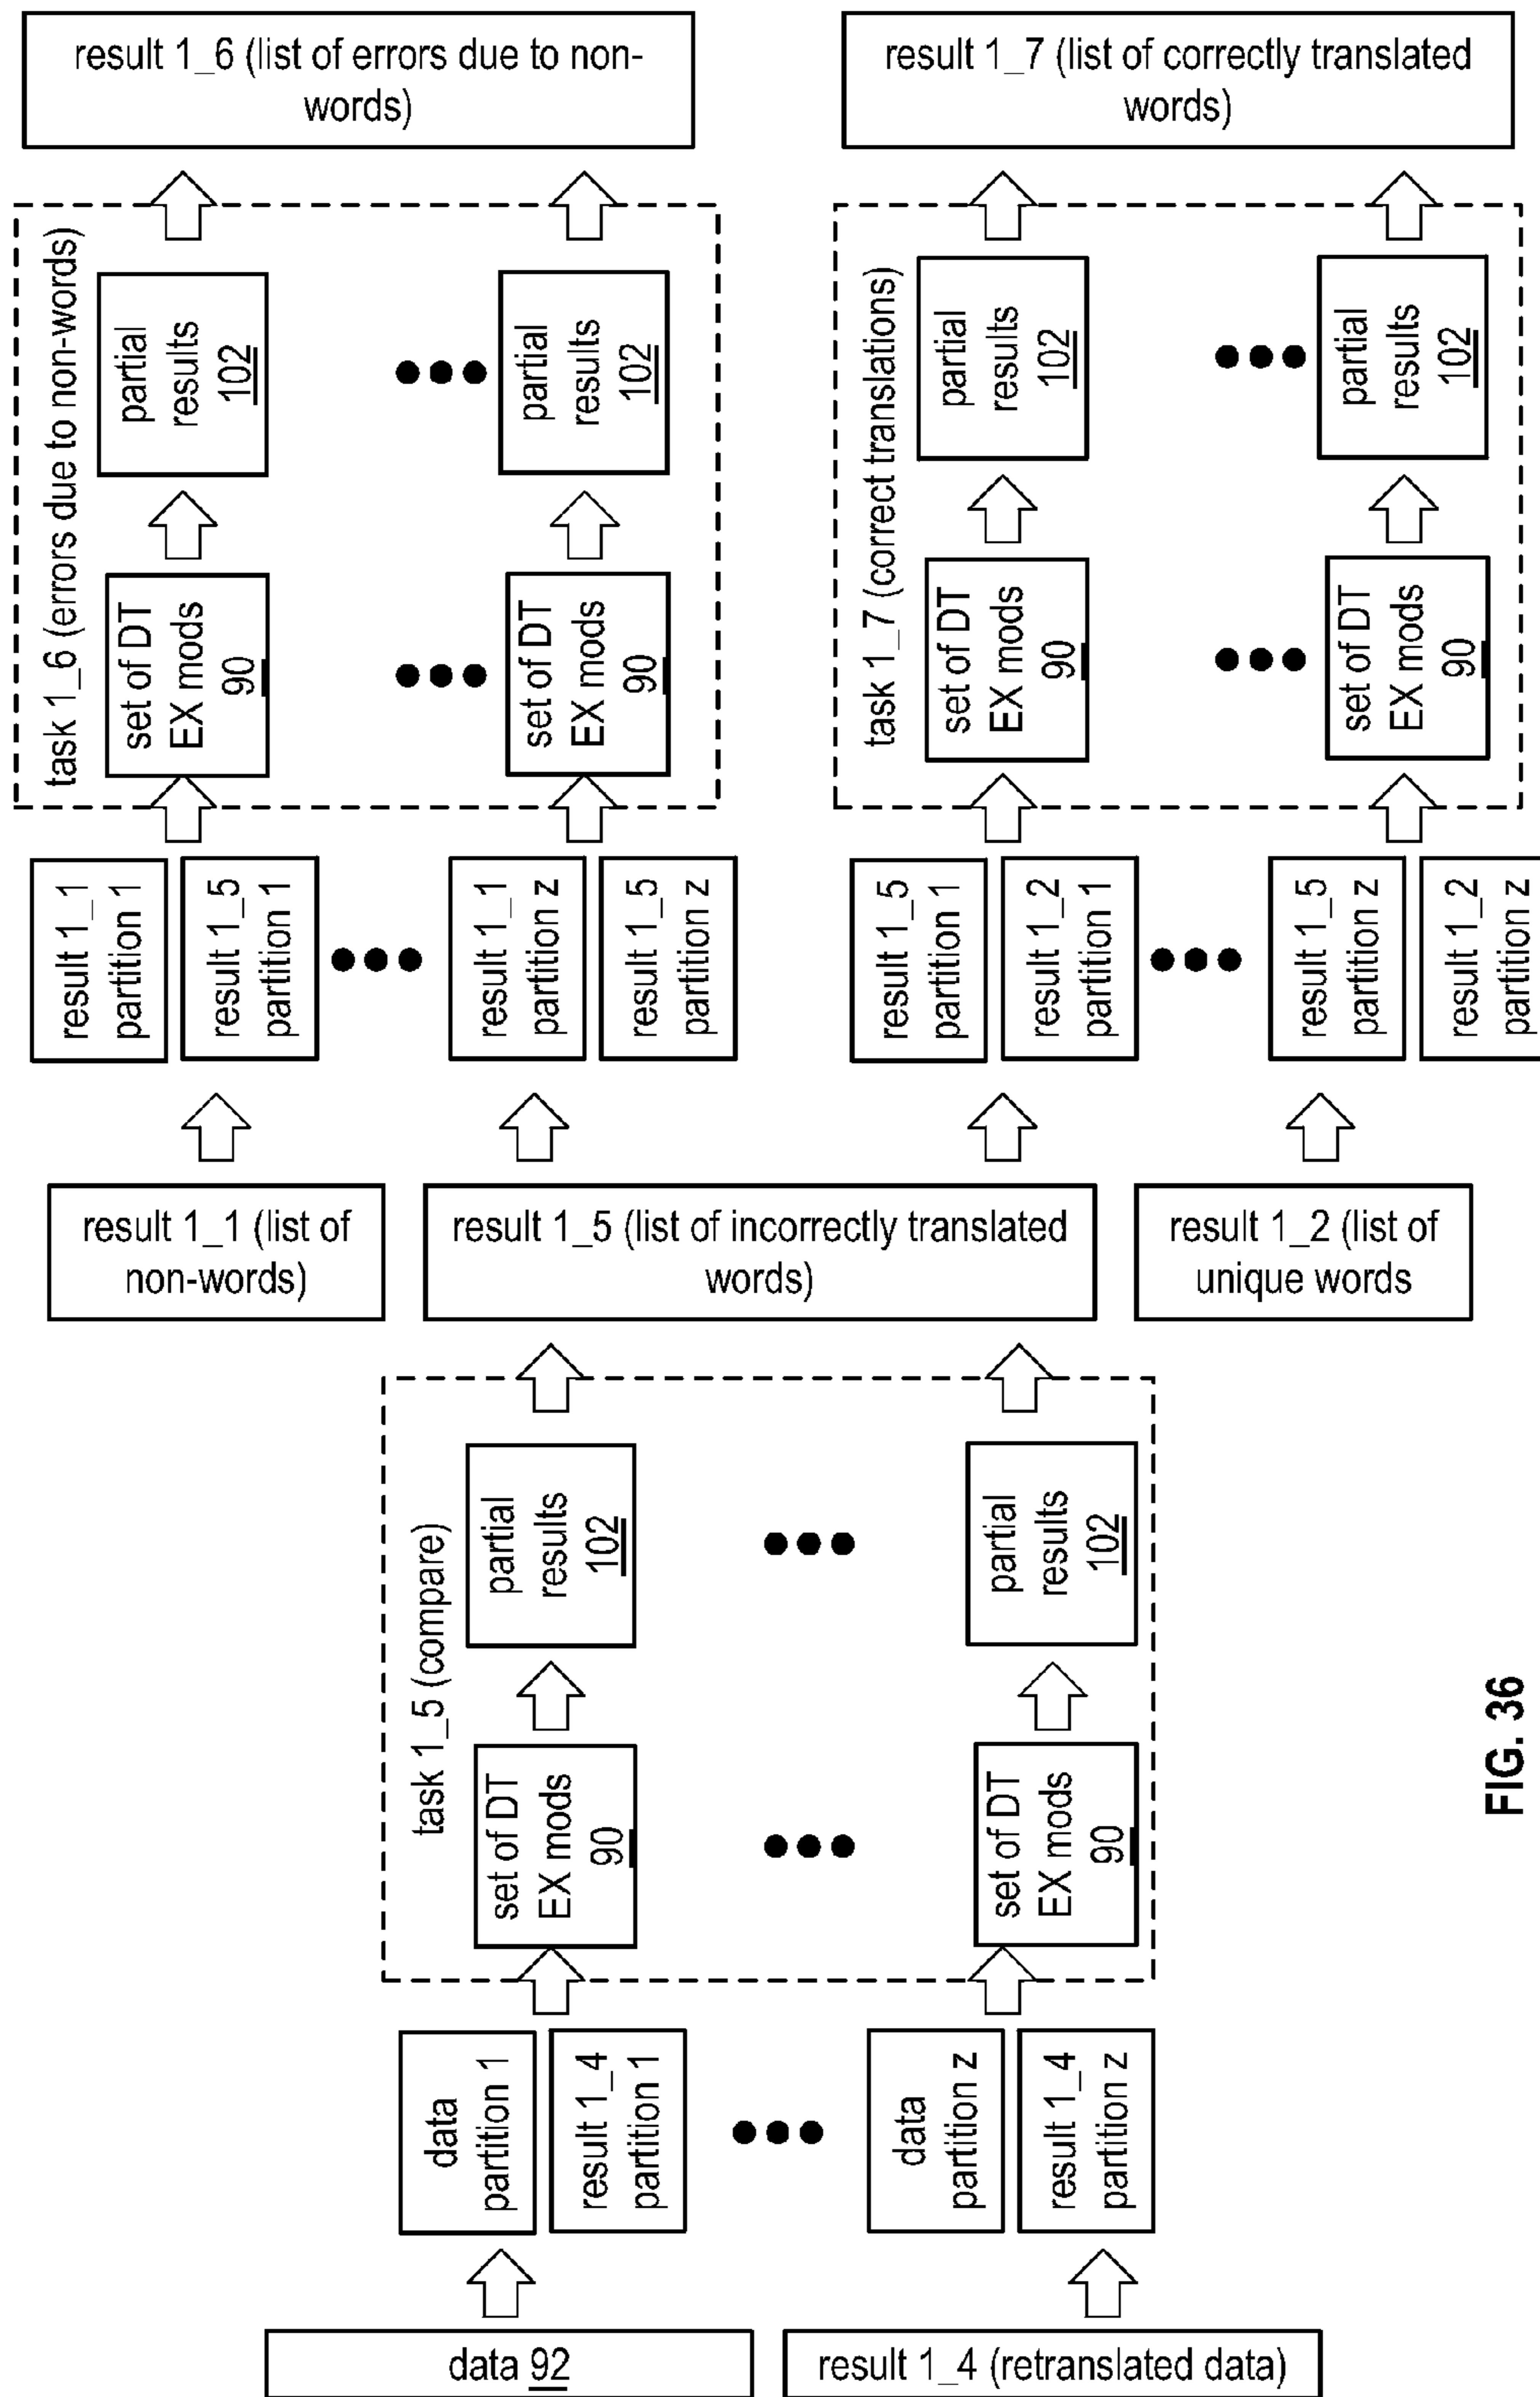 data 92
result 1_4 (retranslated data)
data
partition 1
result 1_4
partition 1
data
partition z
result 1_4
partition z
task 1_5 (compare)
set of DT
EX mods
90
partial
results
102
set of DT
EX mods
90
partial
results
102
result 1_1 (list of
non-words)
result 1_5 (list of incorrectly translated
words)
result 1_2 (list of
unique words
result 1_1
partition 1
result 1_5
partition 1
result 1_1
partition z
result 1_5
partition z
task 1_6 (errors due to non-words)
set of DT
EX mods
90
partial
results
102
set of DT
EX mods
90
partial
results
102
result 1_6 (list of errors due to non-
words)
result 1_5
partition 1
result 1_2
partition 1
result 1_5
partition z
result 1_2
partition z
task 1_7 (correct translations)
set of DT
EX mods
90
partial
results
102
set of DT
EX mods
90
partial
results
102
result 1_7 (list of correctly translated
words)
FIG. 36